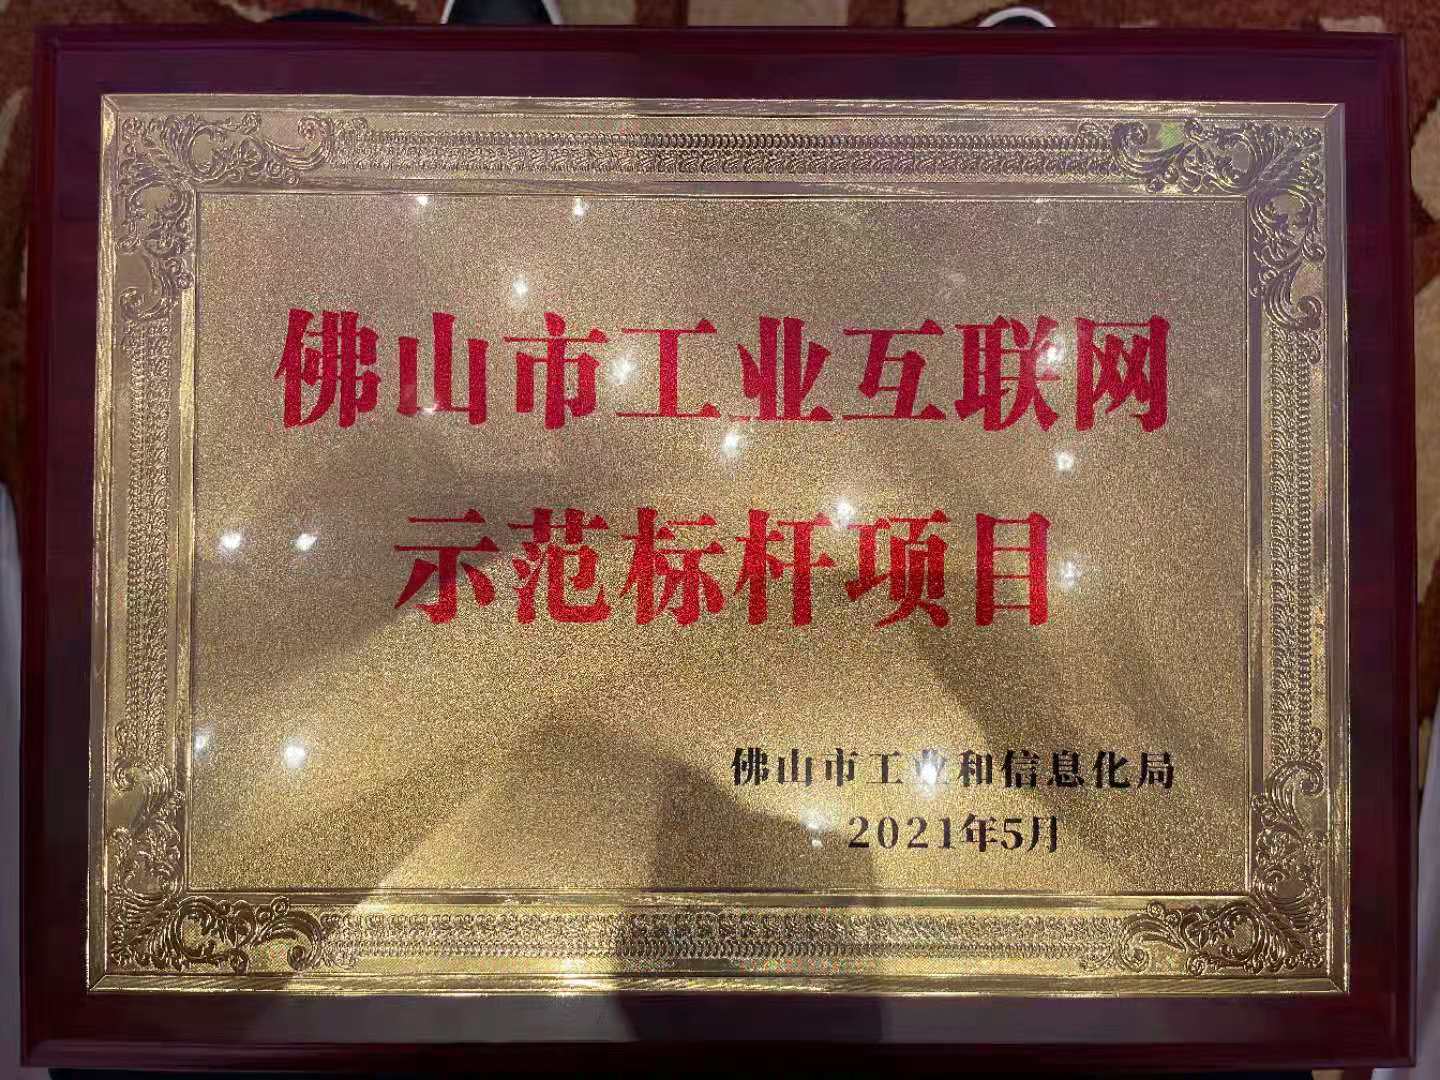 佛山市工业互联网
示范标杆项目
佛山市工业和信息化局
2021年5月